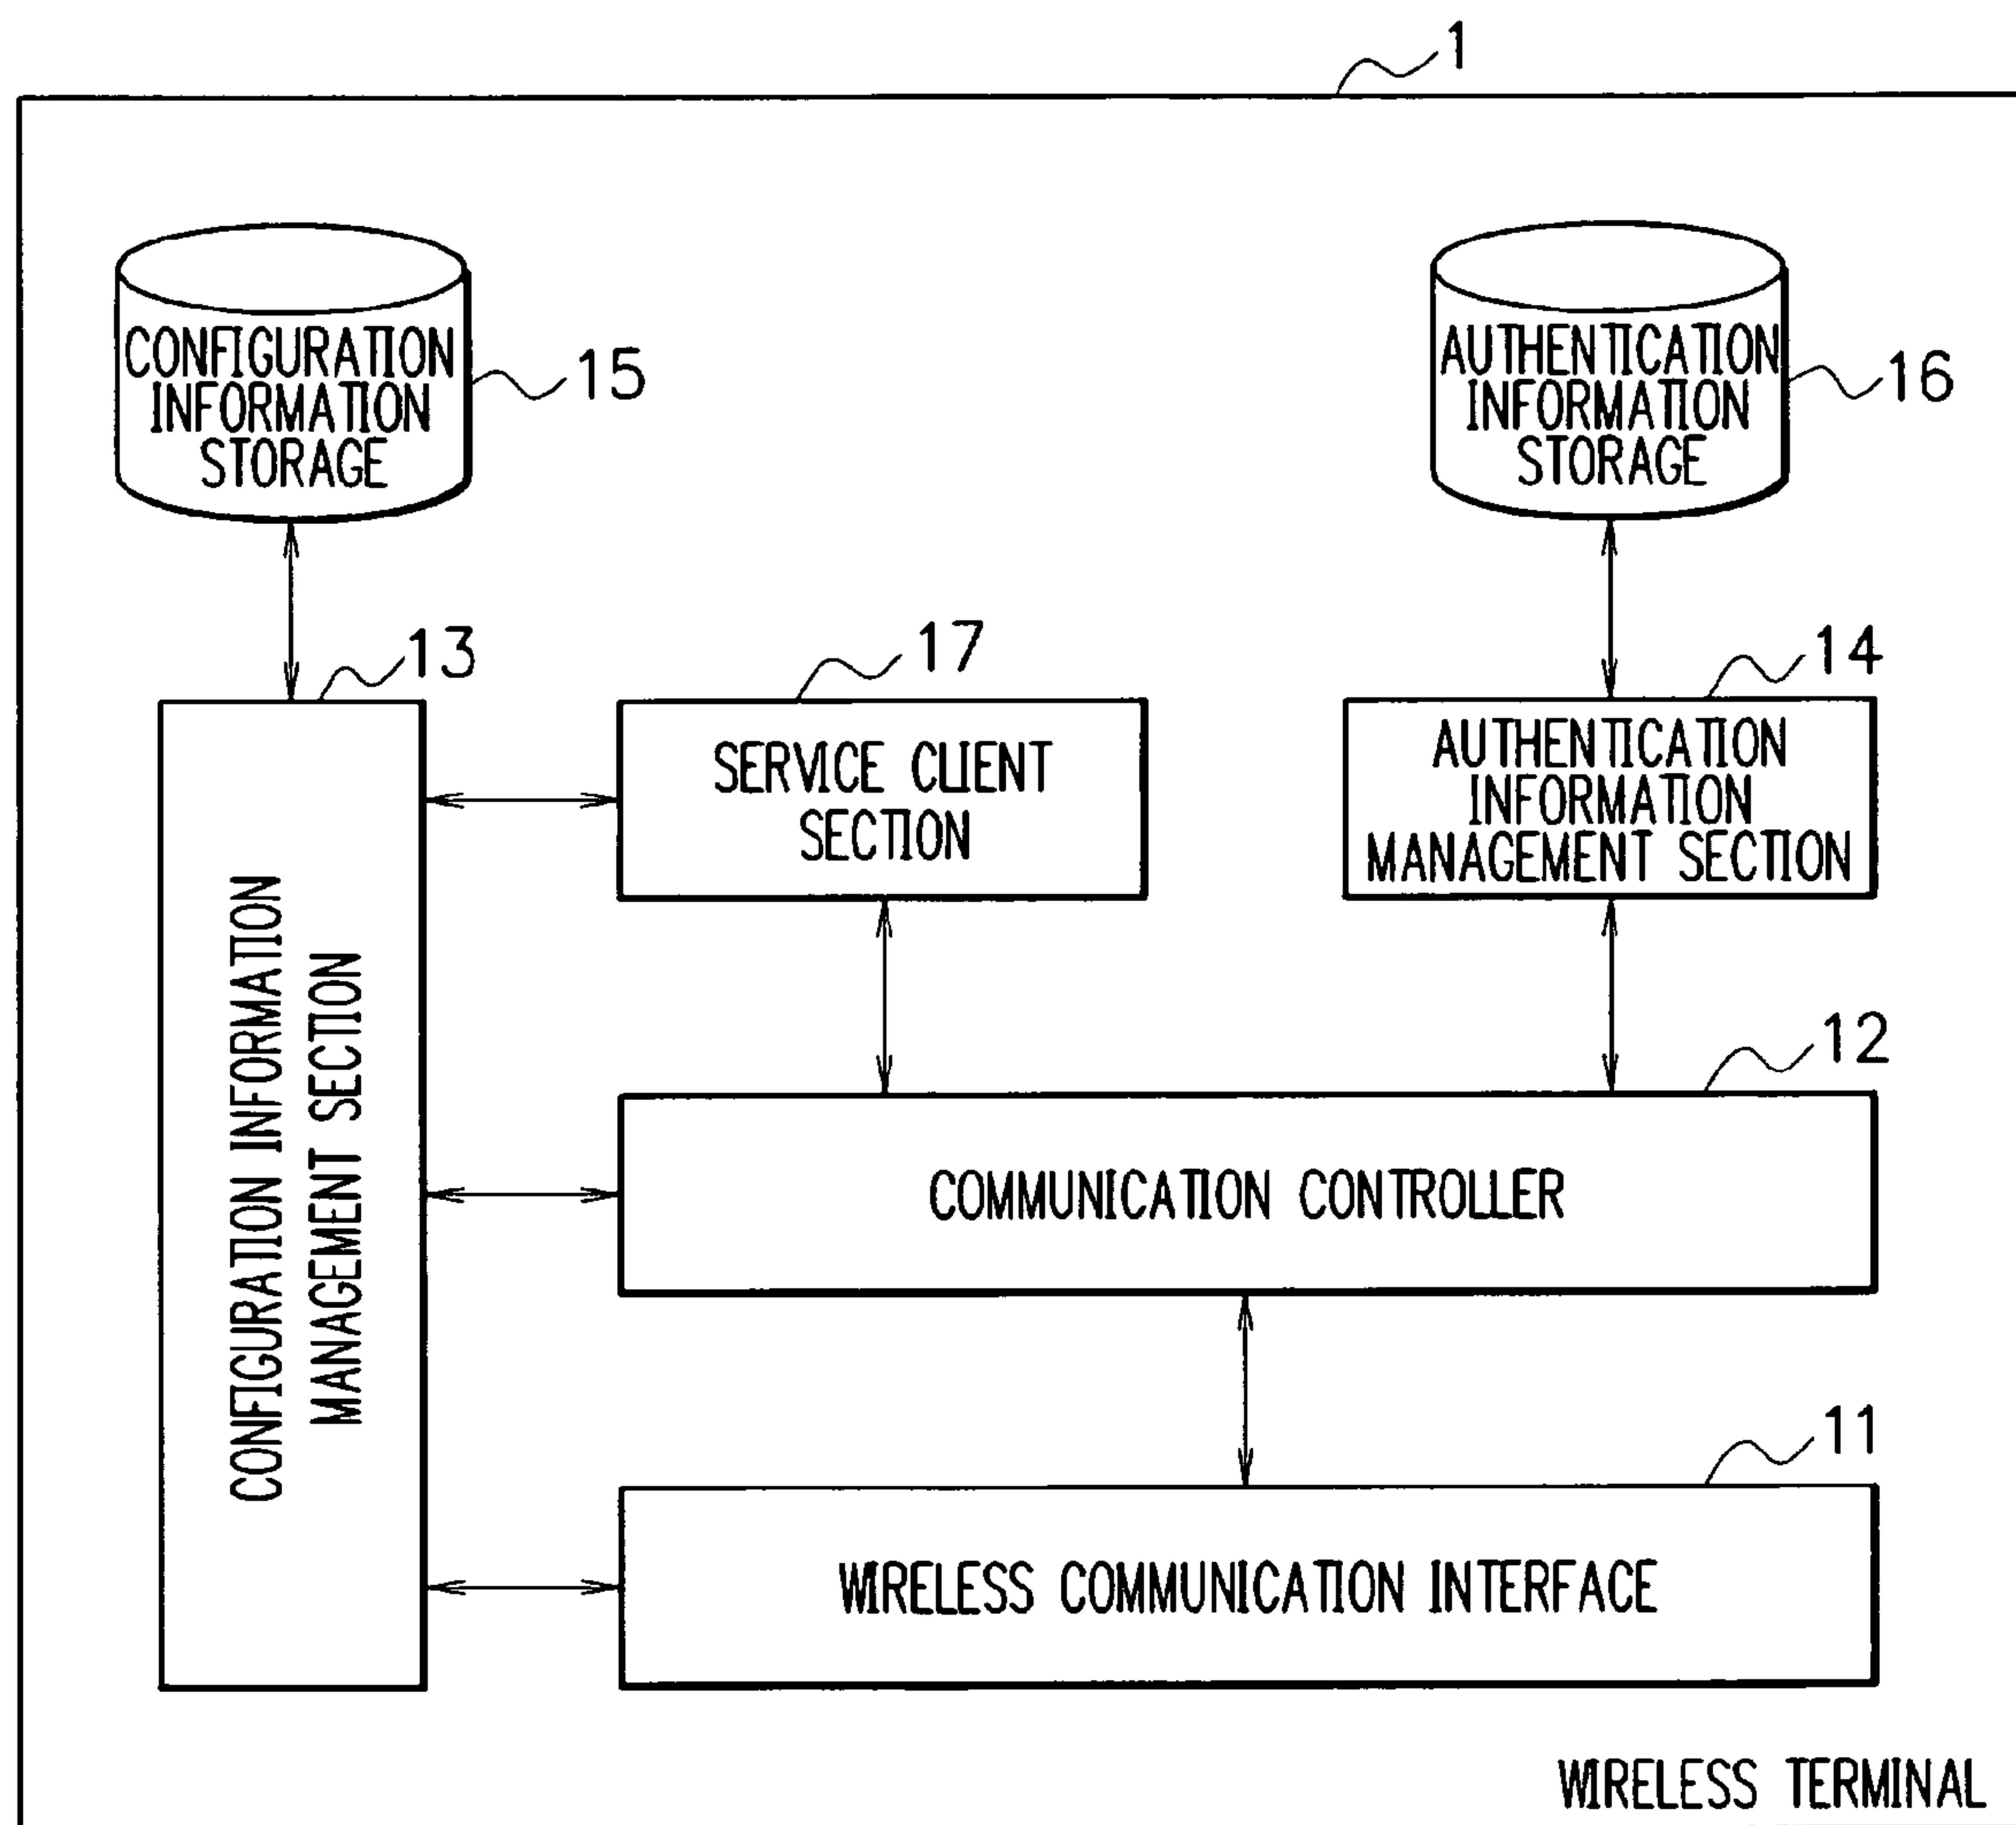 1
CONFIGURATION
INFORMATION
STORAGE
15
AUTHENTICATION
INFORMATION
STORAGE
16
13
17
14
SERVICE CLIENT
SECTION
AUTHENTICATION
INFORMATION
MANAGEMENT SECTION
CONFIGURATION INFORMATION
MANAGEMENT SECTION
12
COMMUNICATION CONTROLLER
11
WIRELESS COMMUNICATION INTERFACE
WIRELESS TERMINAL